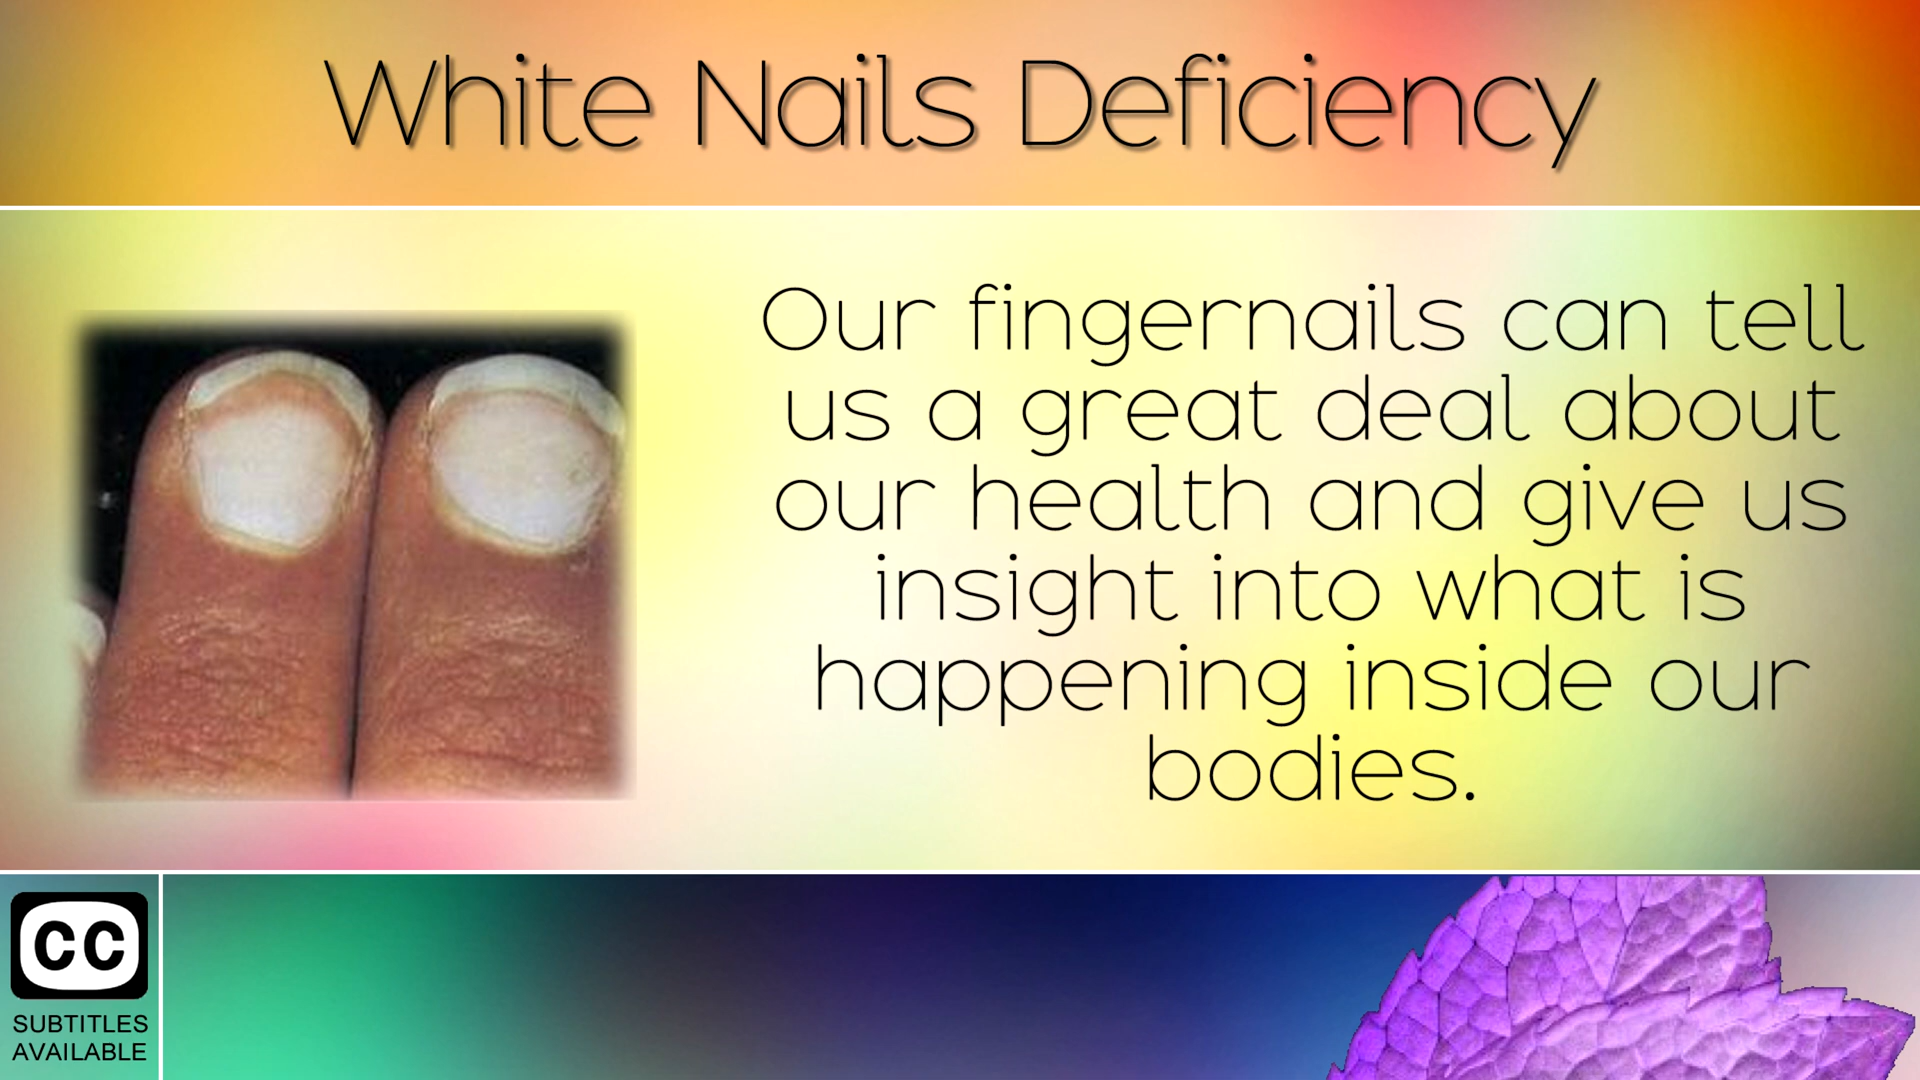 White Nails Deficiency
Our fingernails can tell
us a great deal about
our health and give us
insight into what is
happening inside our
bodies.
CC
SUBTITLES
AVAILABLE